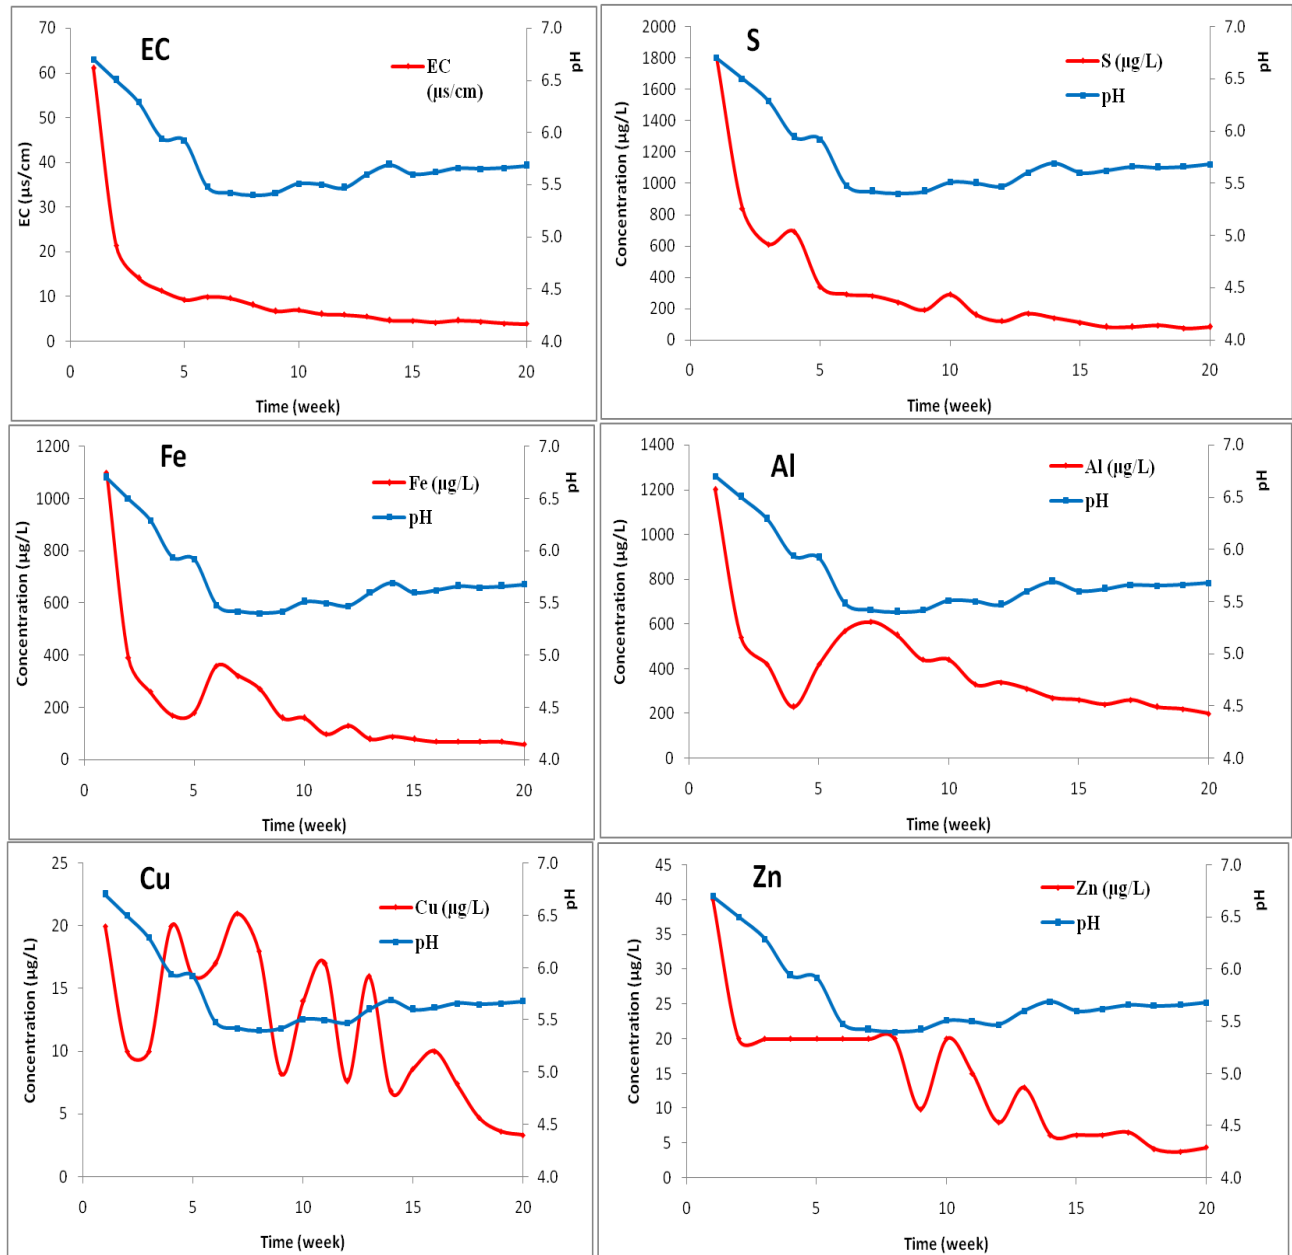 EC
EC
(µs/cm)
70
60
50
40
30
20
10
0
EC (µs/cm)
7.0
6.5
6.0
5.5
5.0
4.5
4.0
pH
0 5 10 15 20
Time (week)
S
S (µg/L)
pH
2000
1800
1600
1400
1200
1000
800
600
400
200
0
Concentration (µg/L)
7.0
6.5
6.0
5.5
5.0
4.5
4.0
pH
0 5 10 15 20
Time (week)
Fe
Fe (µg/L)
pH
1200
1000
800
600
400
200
0
Concentration (µg/L)
7.0
6.5
6.0
5.5
5.0
4.5
4.0
pH
0 5 10 15 20
Time (week)
Al
Al (µg/L)
pH
1400
1200
1000
800
600
400
200
0
Concentration (µg/L)
7.0
6.5
6.0
5.5
5.0
4.5
4.0
pH
0 5 10 15 20
Time (week)
Cu
Cu (µg/L)
pH
25
20
15
10
5
0
Concentration (µg/L)
7.0
6.5
6.0
5.5
5.0
4.5
4.0
pH
0 5 10 15 20
Time (week)
Zn
Zn (µg/L)
pH
45
40
35
30
25
20
15
10
5
0
Concentration (µg/L)
7.0
6.5
6.0
5.5
5.0
4.5
4.0
pH
0 5 10 15 20
Time (week)